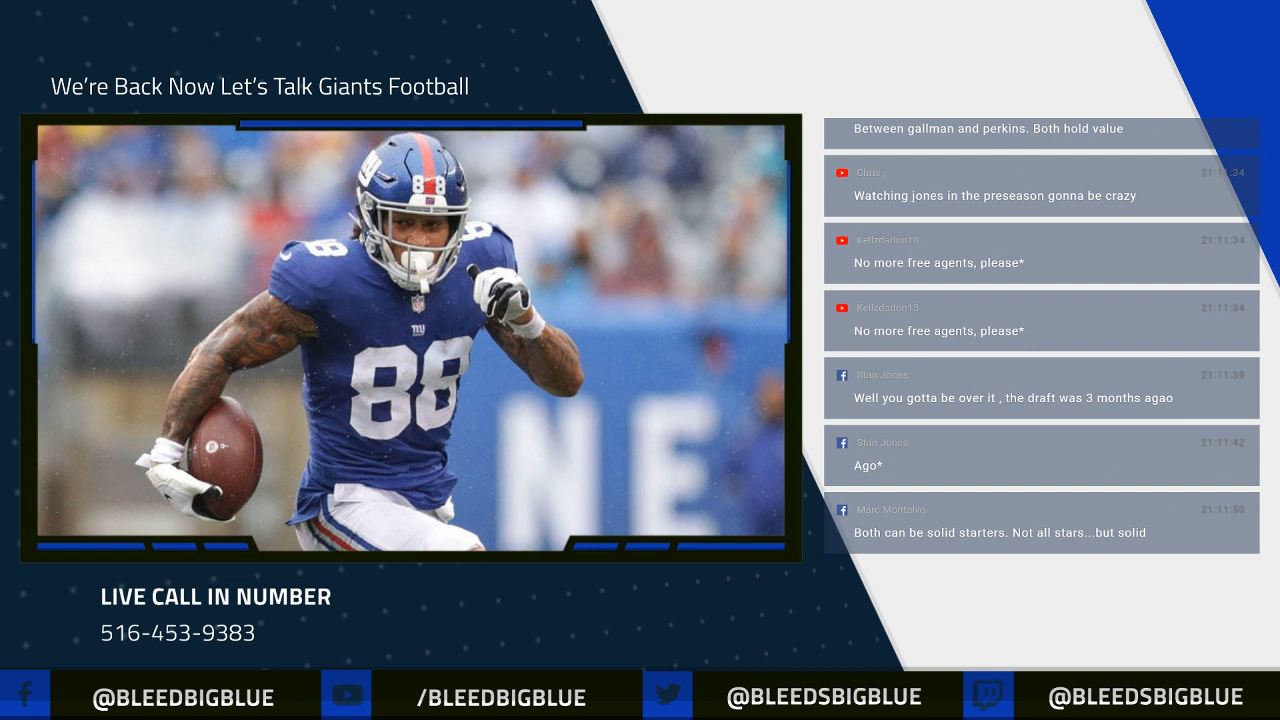 We're Back Now Let's Talk Giants Football
88
88
88
NY
NE
Between gallman and perkins. Both hold value
Chris
21:11:34
Watching jones in the preseason gonna be crazy
Kellzdadon13
21:11:34
No more free agents, please*
Kellzdadon13
21:11:34
No more free agents, please*
Stan Jones
21:11:39
Well you gotta be over it , the draft was 3 months agao
Stan Jones
21:11:42
Ago*
Marc Montalvo
21:11:50
Both can be solid starters. Not all stars...but solid
LIVE CALL IN NUMBER
516-453-9383
@BLEEDBIGBLUE
/BLEEDBIGBLUE
@BLEEDSBIGBLUE
@BLEEDSBIGBLUE